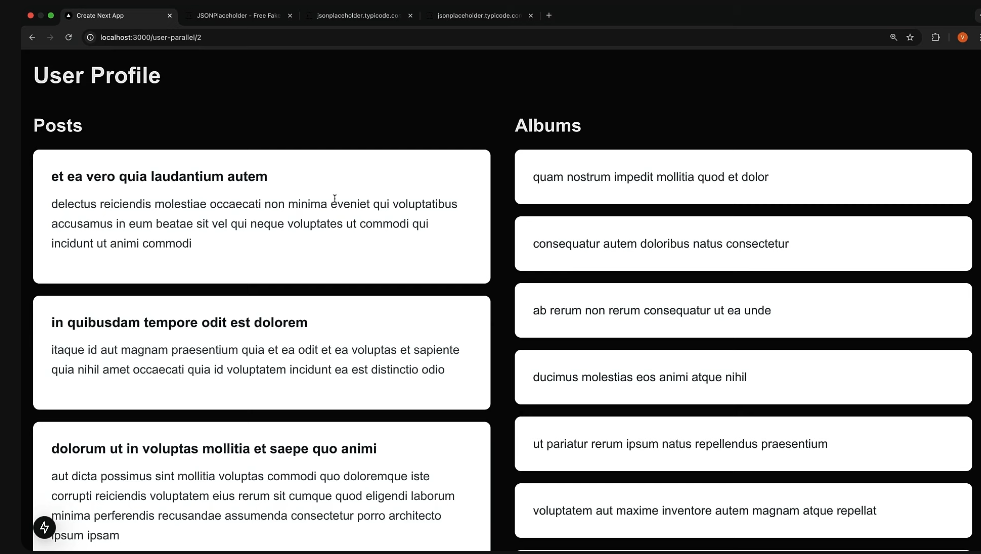 Create Next App
JSONPlaceholder - Free Fake
jsonplaceholder.typicode.co
jsonplaceholder.typicode.com
localhost:3000/user-parallel/2
V
User Profile
Posts
et ea vero quia laudantium autem
delectus reiciendis molestiae occaecati non minima eveniet qui voluptatibus
accusamus in eum beatae sit vel qui neque voluptates ut commodi qui
incidunt ut animi commodi
in quibusdam tempore odit est dolorem
itaque id aut magnam praesentium quia et ea odit et ea voluptas et sapiente
quia nihil amet occaecati quia id voluptatem incidunt ea est distinctio odio
dolorum ut in voluptas mollitia et saepe quo animi
aut dicta possimus sint mollitia voluptas commodi quo doloremque iste
corrupti reiciendis voluptatem eius rerum sit cumque quod eligendi laborum
minima perferendis recusandae assumenda consectetur porro architecto
ipsum ipsam
Albums
quam nostrum impedit mollitia quod et dolor
consequatur autem doloribus natus consectetur
ab rerum non rerum consequatur ut ea unde
ducimus molestias eos animi atque nihil
ut pariatur rerum ipsum natus repellendus praesentium
voluptatem aut maxime inventore autem magnam atque repellat